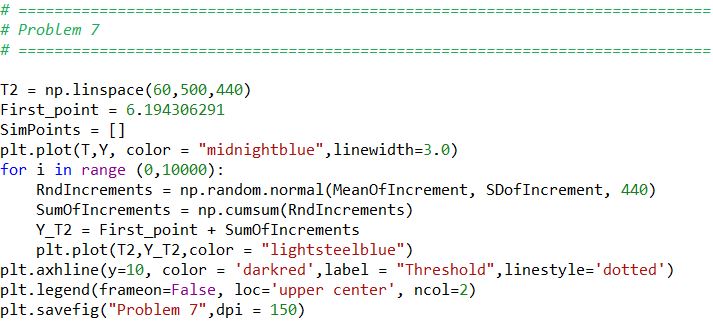 # ==============================================================================
# Problem 7
# ==============================================================================
T2 = np.linspace(60,500,440)
First_point = 6.194306291
SimPoints = []
plt.plot(T,Y, color = "midnightblue",linewidth=3.0)
for i in range (0,10000):
    RndIncrements = np.random.normal(MeanOfIncrement, SDofIncrement, 440)
    SumOfIncrements = np.cumsum(RndIncrements)
    Y_T2 = First_point + SumOfIncrements
    plt.plot(T2,Y_T2,color = "lightsteelblue")
plt.axhline(y=10, color = 'darkred',label = "Threshold",linestyle='dotted')
plt.legend(frameon=False, loc='upper center', ncol=2)
plt.savefig("Problem 7",dpi = 150)